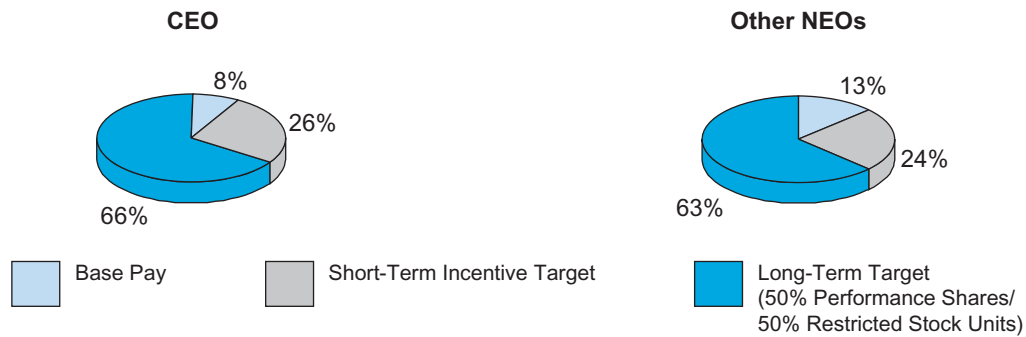 CEO
8%
26%
66%
Other NEOs
13%
24%
63%
Base Pay
Short-Term Incentive Target
Long-Term Target
(50% Performance Shares/
50% Restricted Stock Units)